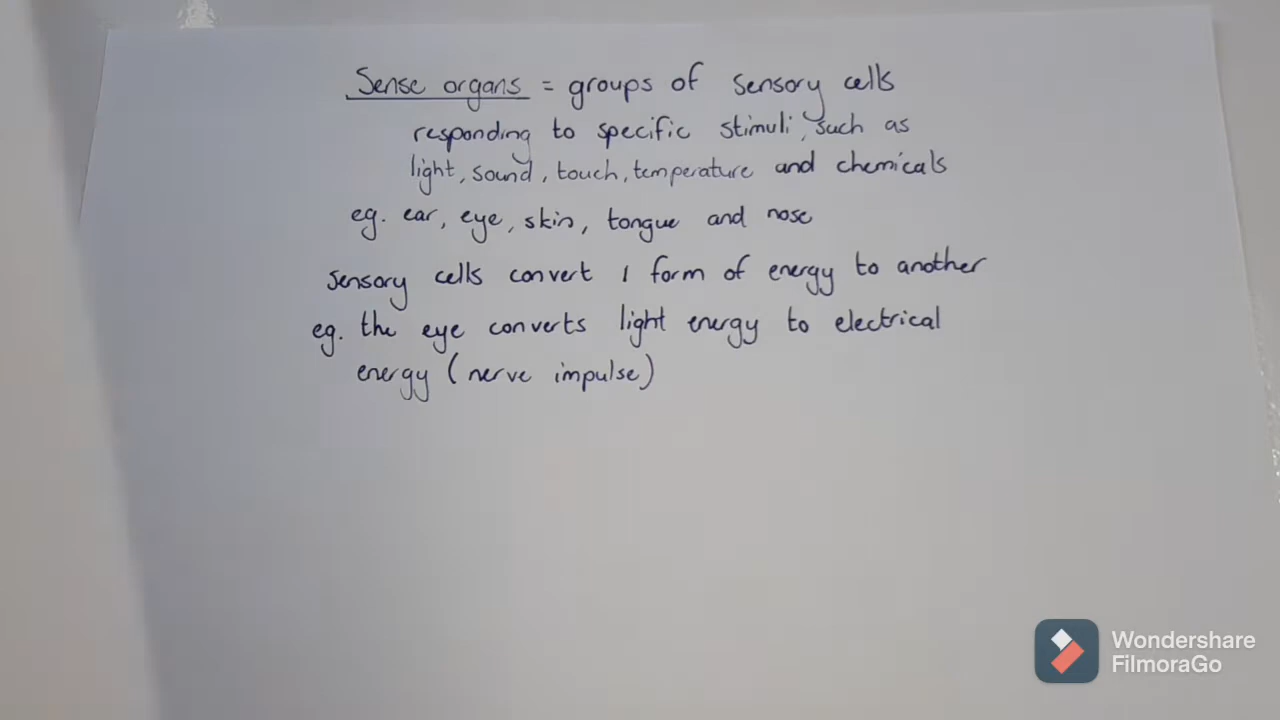 Sense organs = groups of sensory cells
responding to specific stimuli, such as
light, sound, touch, temperature and chemicals
eg. ear, eye, skin, tongue and nose
sensory cells convert 1 form of energy to another
eg. the eye converts light energy to electrical
energy (nerve impulse)
Wondershare
FilmoraGo